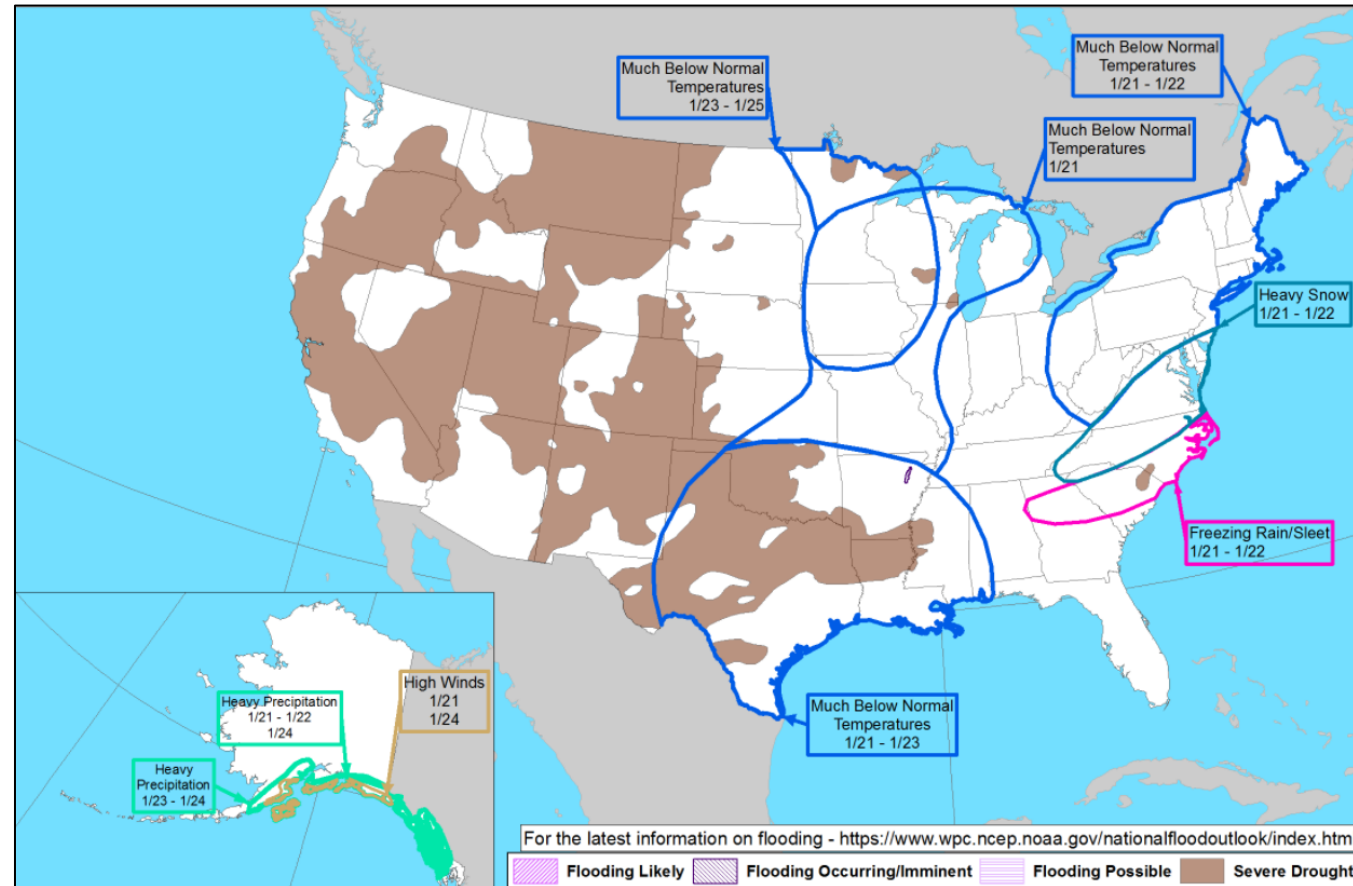 Much Below Normal
Temperatures
1/23 - 1/25
Much Below Normal
Temperatures
1/21 - 1/22
Much Below Normal
Temperatures
1/21
Heavy Snow
1/21 - 1/22
Freezing Rain/Sleet
1/21 - 1/22
Much Below Normal
Temperatures
1/21 - 1/23
High Winds
1/21
1/24
Heavy Precipitation
1/21 - 1/22
1/24
Heavy
Precipitation
1/23 - 1/24
For the latest information on flooding - https://www.wpc.ncep.noaa.gov/nationalfloodoutlook/index.htm
Flooding Likely Flooding Occurring/Imminent Flooding Possible Severe Drought